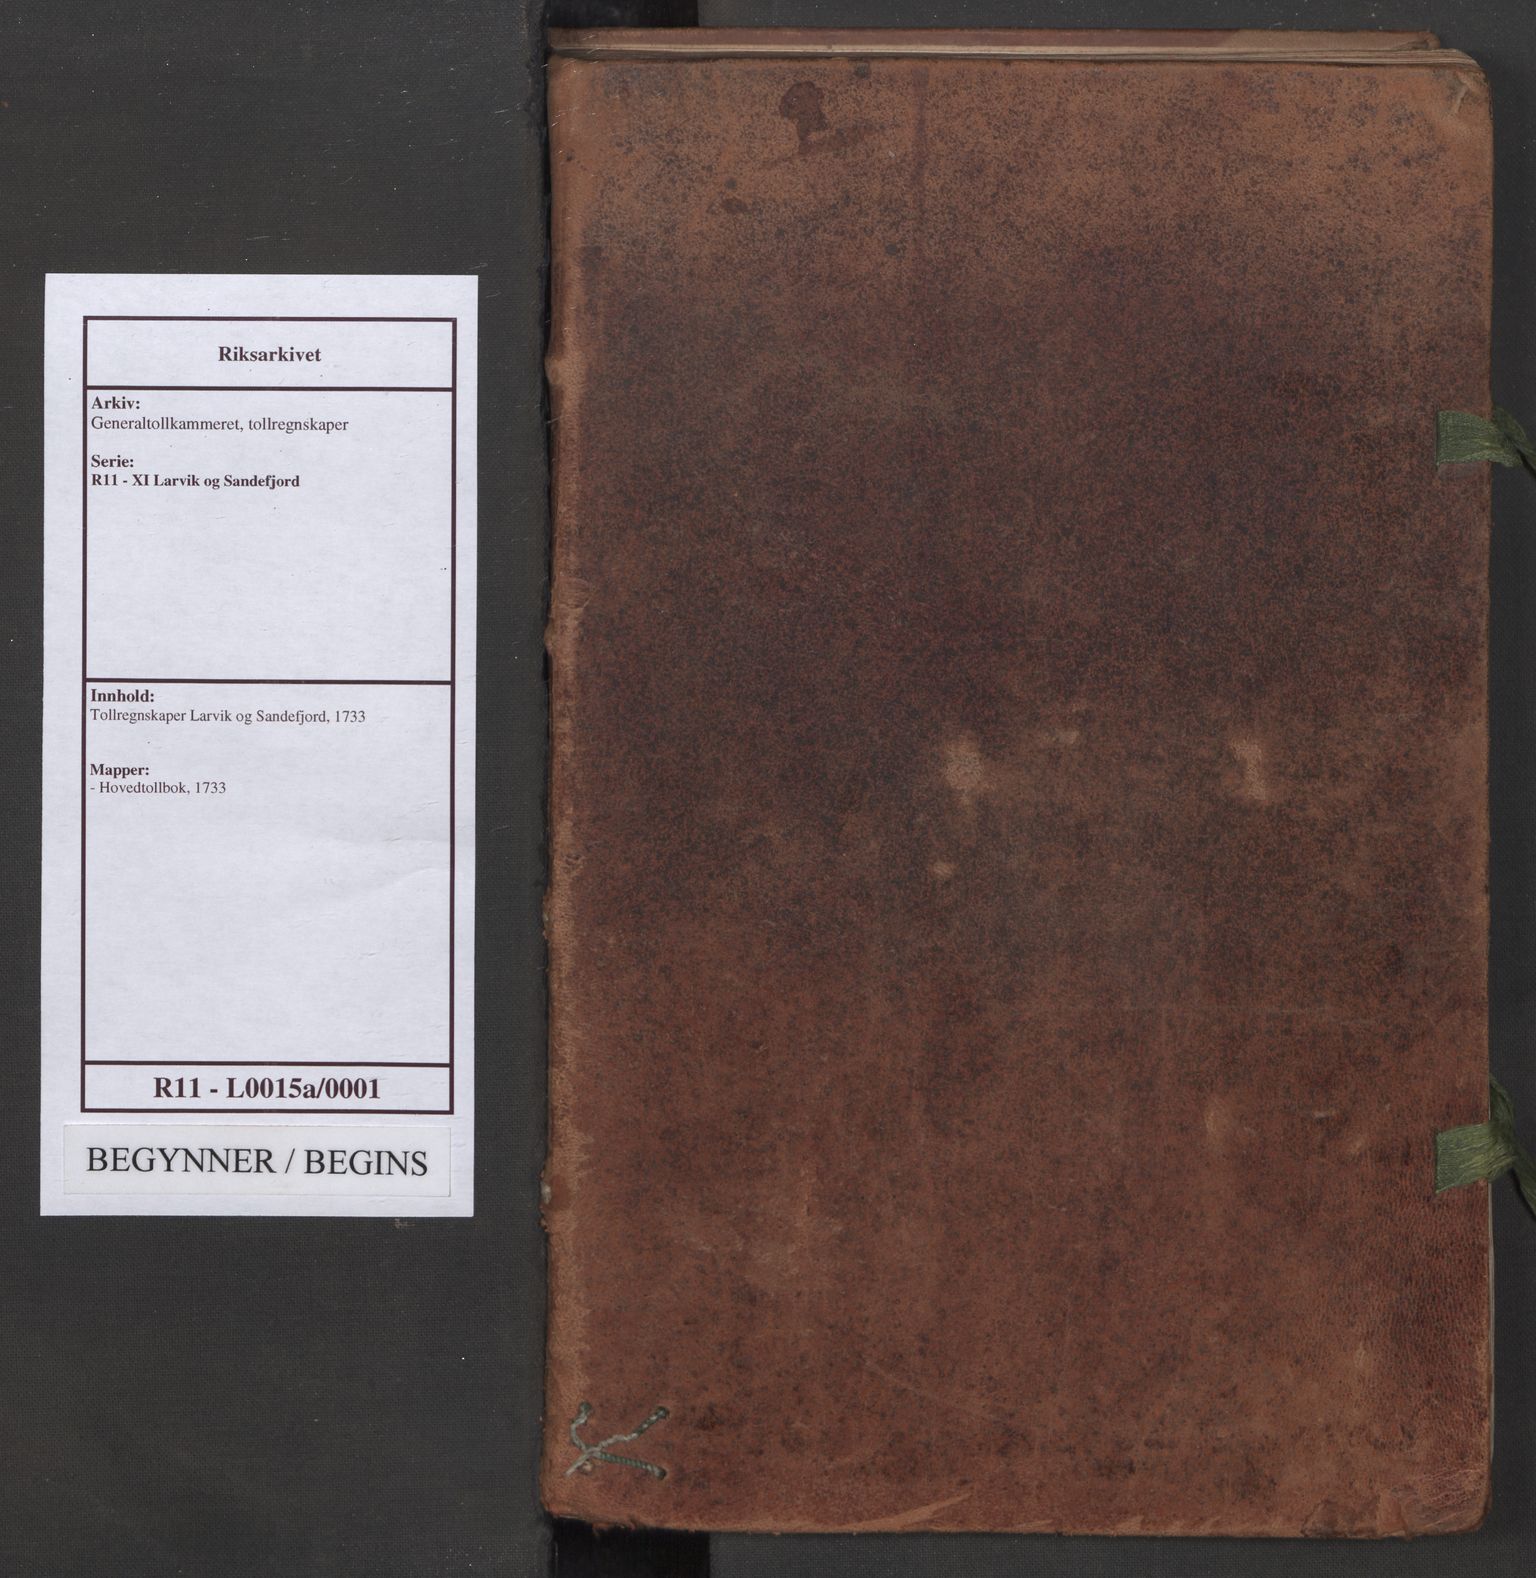 Riksarkivet
Arkiv:
Generaltollkammeret, tollregnskaper
Serie:
R11 - XI Larvik og Sandefjord
Innhold:
Tollregnskaper Larvik og Sandefjord, 1733
Mapper:
- Hovedtollbok, 1733
R11 - L0015a/0001
BEGYNNER / BEGINS